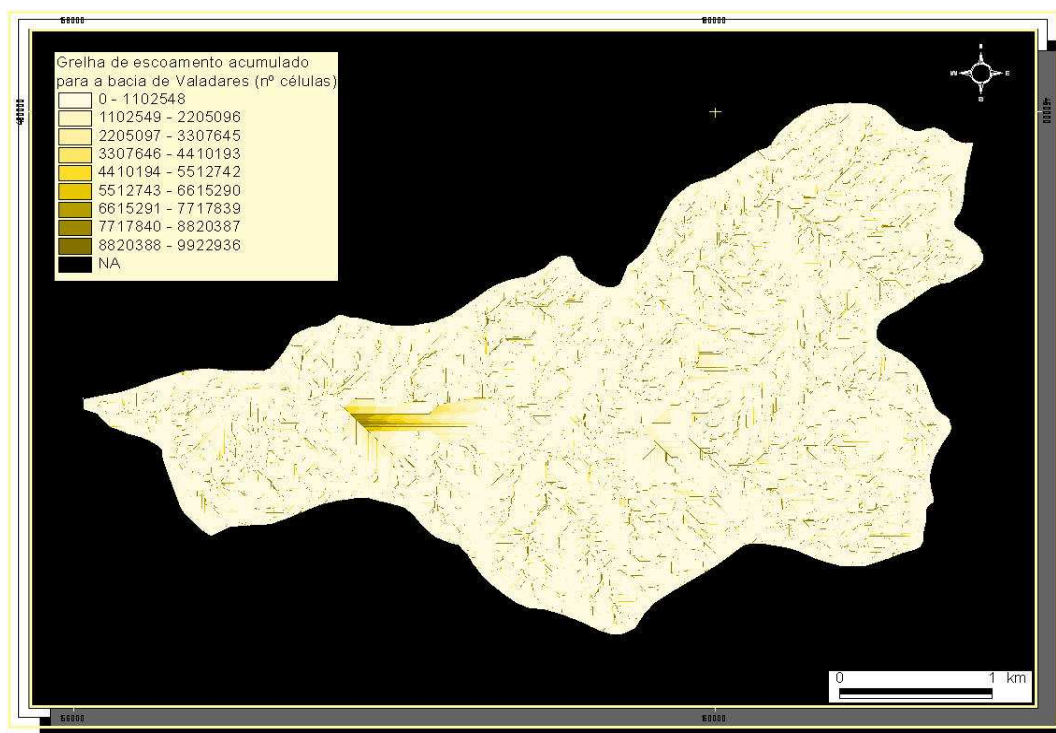 Grelha de escoamento acumulado
para a bacia de Valadares (nº células)
0 - 1102548
1102549 - 2205096
2205097 - 3307645
3307646 - 4410193
4410194 - 5512742
5512743 - 6615290
6615291 - 7717839
7717840 - 8820387
8820388 - 9922936
NA
0 1 km